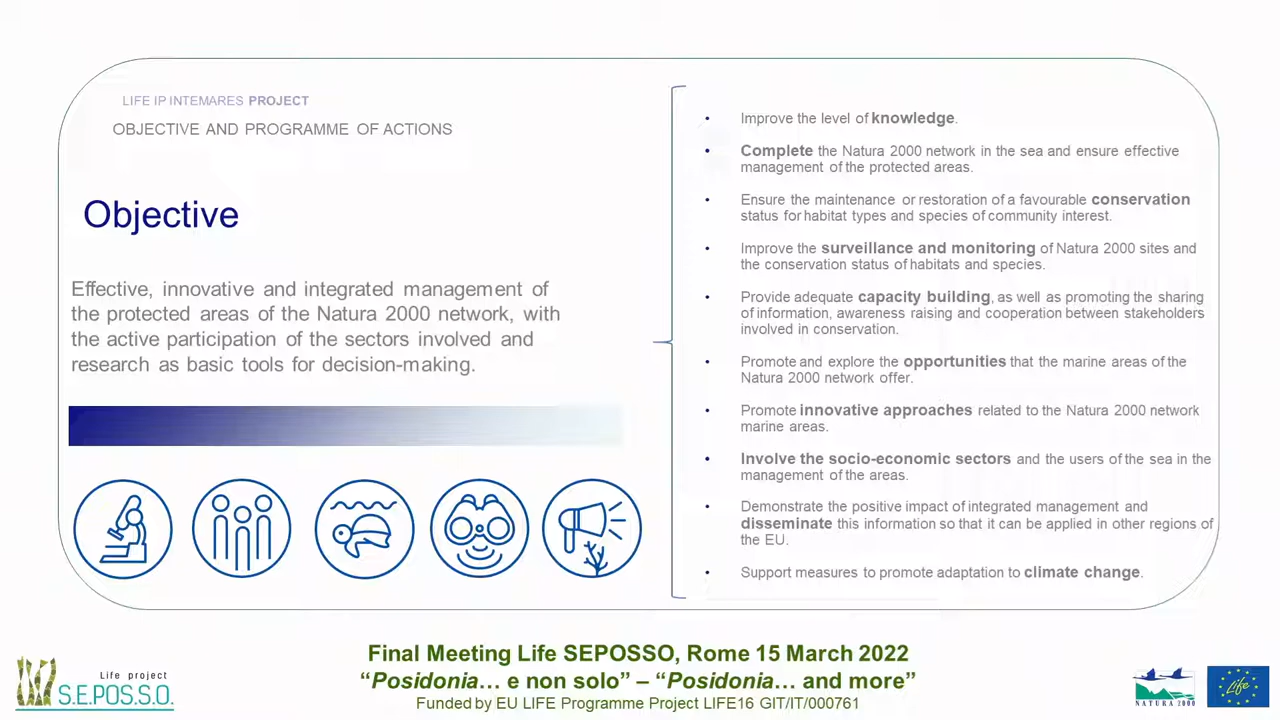 LIFE IP INTEMARES PROJECT
OBJECTIVE AND PROGRAMME OF ACTIONS
Objective
Effective, innovative and integrated management of
the protected areas of the Natura 2000 network, with
the active participation of the sectors involved and
research as basic tools for decision-making.
• Improve the level of knowledge.
• Complete the Natura 2000 network in the sea and ensure effective
management of the protected areas.
• Ensure the maintenance or restoration of a favourable conservation
status for habitat types and species of community interest.
• Improve the surveillance and monitoring of Natura 2000 sites and
the conservation status of habitats and species.
• Provide adequate capacity building, as well as promoting the sharing
of information, awareness raising and cooperation between stakeholders
involved in conservation.
• Promote and explore the opportunities that the marine areas of the
Natura 2000 network offer.
• Promote innovative approaches related to the Natura 2000 network
marine areas.
• Involve the socio-economic sectors and the users of the sea in the
management of the areas.
• Demonstrate the positive impact of integrated management and
disseminate this information so that it can be applied in other regions of
the EU.
• Support measures to promote adaptation to climate change.
Final Meeting Life SEPOSSO, Rome 15 March 2022
“Posidonia… e non solo” – “Posidonia… and more”
Funded by EU LIFE Programme Project LIFE16 GIT/IT/000761
Life project
S.E.POS.S.O.
NATURA 2000
Life